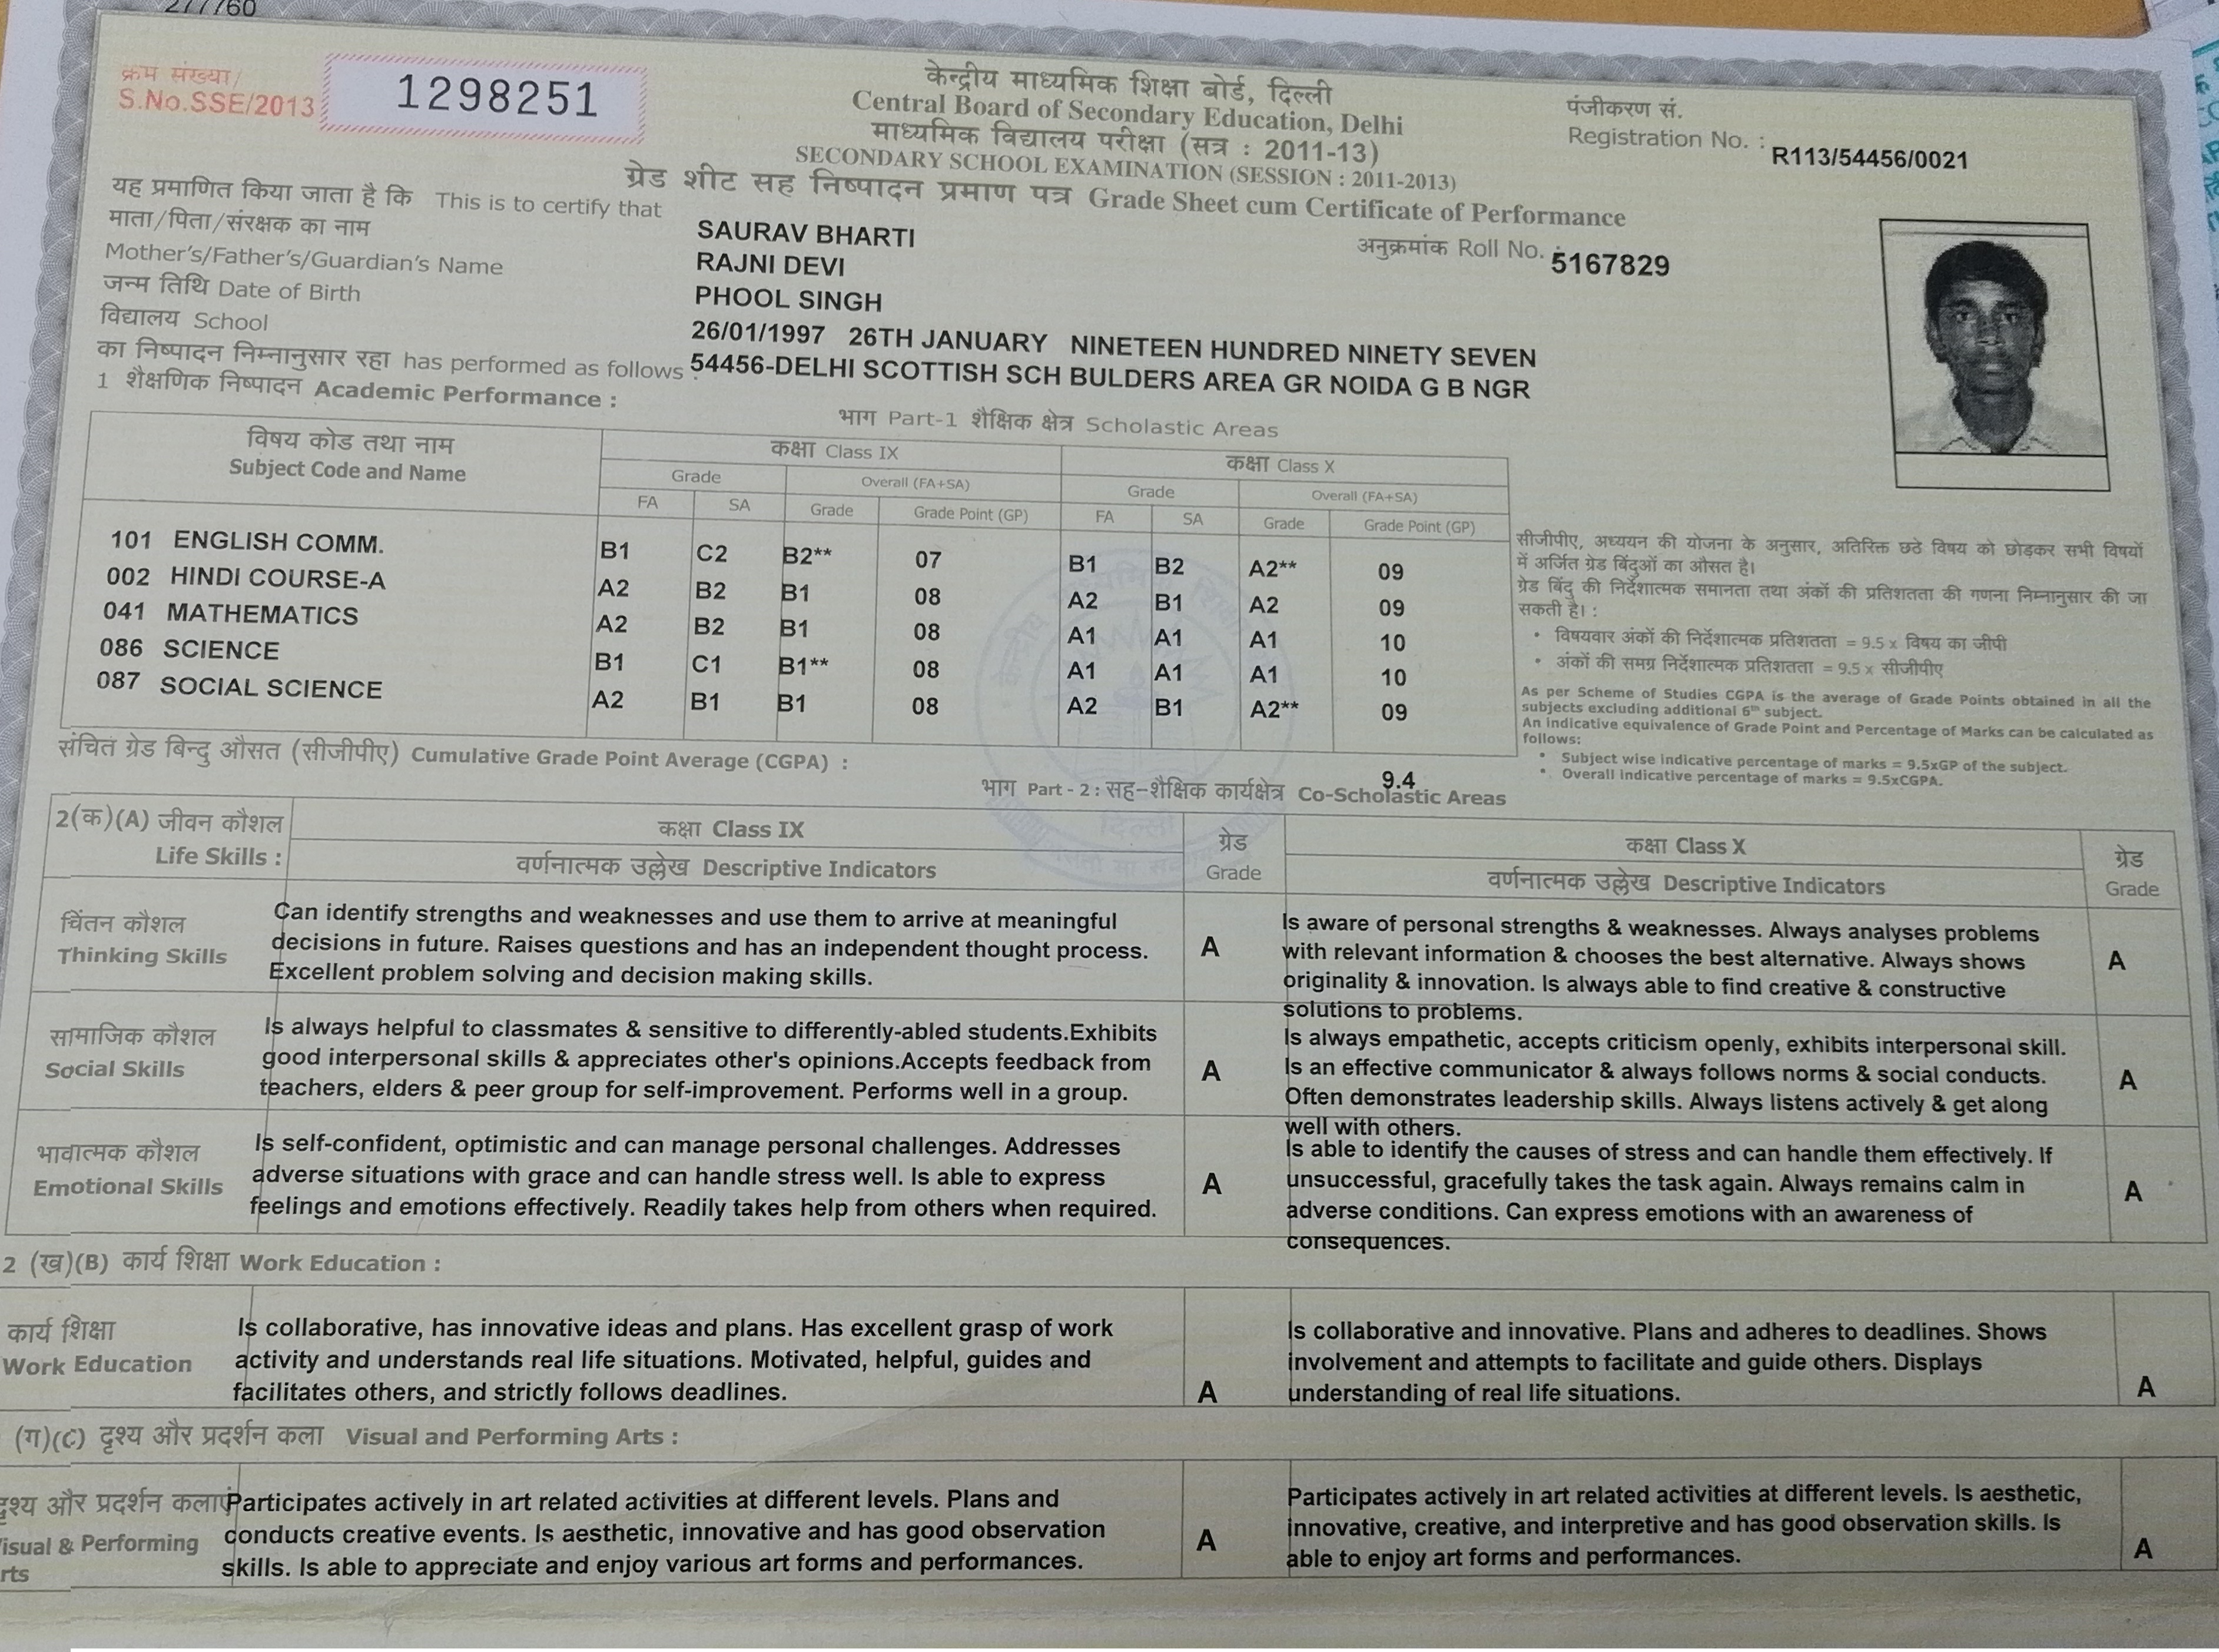 277760
क्रम संख्या/
S.No.SSE/2013
1298251
केन्द्रीय माध्यमिक शिक्षा बोर्ड, दिल्ली
Central Board of Secondary Education, Delhi
माध्यमिक विद्यालय परीक्षा (सत्र : 2011-13)
SECONDARY SCHOOL EXAMINATION (SESSION : 2011-2013)
ग्रेड शीट सह निष्पादन प्रमाण पत्र Grade Sheet cum Certificate of Performance
पंजीकरण सं.
Registration No. : R113/54456/0021
यह प्रमाणित किया जाता है कि This is to certify that
SAURAV BHARTI
अनुक्रमांक Roll No. : 5167829
माता/पिता/संरक्षक का नाम
RAJNI DEVI
Mother's/Father's/Guardian's Name
PHOOL SINGH
जन्म तिथि Date of Birth
26/01/1997 26TH JANUARY NINETEEN HUNDRED NINETY SEVEN
विद्यालय School
54456-DELHI SCOTTISH SCH BULDERS AREA GR NOIDA G B NGR
का निष्पादन निम्नानुसार रहा has performed as follows :
1 शैक्षणिक निष्पादन Academic Performance :
भाग Part-1 शैक्षिक क्षेत्र Scholastic Areas
विषय कोड तथा नाम कक्षा Class IX कक्षा Class X
Subject Code and Name Grade Overall (FA+SA) Grade Overall (FA+SA)
FA SA Grade Grade Point (GP) FA SA Grade Grade Point (GP)
101 ENGLISH COMM. B1 C2 B2** 07 B1 B2 A2** 09
002 HINDI COURSE-A A2 B2 B1 08 A2 B1 A2 09
041 MATHEMATICS A2 B2 B1 08 A1 A1 A1 10
086 SCIENCE B1 C1 B1** 08 A1 A1 A1 10
087 SOCIAL SCIENCE A2 B1 B1 08 A2 B1 A2** 09
सीजीपीए, अध्ययन की योजना के अनुसार, अतिरिक्त छठे विषय को छोड़कर सभी विषयों
में अर्जित ग्रेड बिंदुओं का औसत है।
ग्रेड बिंदु की निर्देशात्मक समानता तथा अंकों की प्रतिशतता की गणना निम्नानुसार की जा
सकती है। :
• विषयवार अंकों की निर्देशात्मक प्रतिशतता = 9.5 x विषय का जीपी
• अंकों की समग्र निर्देशात्मक प्रतिशतता = 9.5 x सीजीपीए
As per Scheme of Studies CGPA is the average of Grade Points obtained in all the
subjects excluding additional 6th subject.
An indicative equivalence of Grade Point and Percentage of Marks can be calculated as
follows:
• Subject wise indicative percentage of marks = 9.5xGP of the subject.
• Overall indicative percentage of marks = 9.5xCGPA.
संचित ग्रेड बिन्दु औसत (सीजीपीए) Cumulative Grade Point Average (CGPA) : 9.4
भाग Part - 2 : सह-शैक्षिक कार्यक्षेत्र Co-Scholastic Areas
2(क)(A) जीवन कौशल
Life Skills :
कक्षा Class IX
वर्णनात्मक उल्लेख Descriptive Indicators
ग्रेड
Grade
कक्षा Class X
वर्णनात्मक उल्लेख Descriptive Indicators
ग्रेड
Grade
चिंतन कौशल
Thinking Skills
Can identify strengths and weaknesses and use them to arrive at meaningful
decisions in future. Raises questions and has an independent thought process.
Excellent problem solving and decision making skills.
A
Is aware of personal strengths & weaknesses. Always analyses problems
with relevant information & chooses the best alternative. Always shows
originality & innovation. Is always able to find creative & constructive
solutions to problems.
A
सामाजिक कौशल
Social Skills
Is always helpful to classmates & sensitive to differently-abled students.Exhibits
good interpersonal skills & appreciates other's opinions.Accepts feedback from
teachers, elders & peer group for self-improvement. Performs well in a group.
A
Is always empathetic, accepts criticism openly, exhibits interpersonal skill.
Is an effective communicator & always follows norms & social conducts.
Often demonstrates leadership skills. Always listens actively & get along
well with others.
A
भावात्मक कौशल
Emotional Skills
Is self-confident, optimistic and can manage personal challenges. Addresses
adverse situations with grace and can handle stress well. Is able to express
feelings and emotions effectively. Readily takes help from others when required.
A
Is able to identify the causes of stress and can handle them effectively. If
unsuccessful, gracefully takes the task again. Always remains calm in
adverse conditions. Can express emotions with an awareness of
consequences.
A
2 (ख)(B) कार्य शिक्षा Work Education :
कार्य शिक्षा
Work Education
Is collaborative, has innovative ideas and plans. Has excellent grasp of work
activity and understands real life situations. Motivated, helpful, guides and
facilitates others, and strictly follows deadlines.
A
Is collaborative and innovative. Plans and adheres to deadlines. Shows
involvement and attempts to facilitate and guide others. Displays
understanding of real life situations.
A
(ग)(C) दृश्य और प्रदर्शन कला Visual and Performing Arts :
दृश्य और प्रदर्शन कलाएं
isual & Performing
rts
Participates actively in art related activities at different levels. Plans and
conducts creative events. Is aesthetic, innovative and has good observation
skills. Is able to appreciate and enjoy various art forms and performances.
A
Participates actively in art related activities at different levels. Is aesthetic,
innovative, creative, and interpretive and has good observation skills. Is
able to enjoy art forms and performances.
A